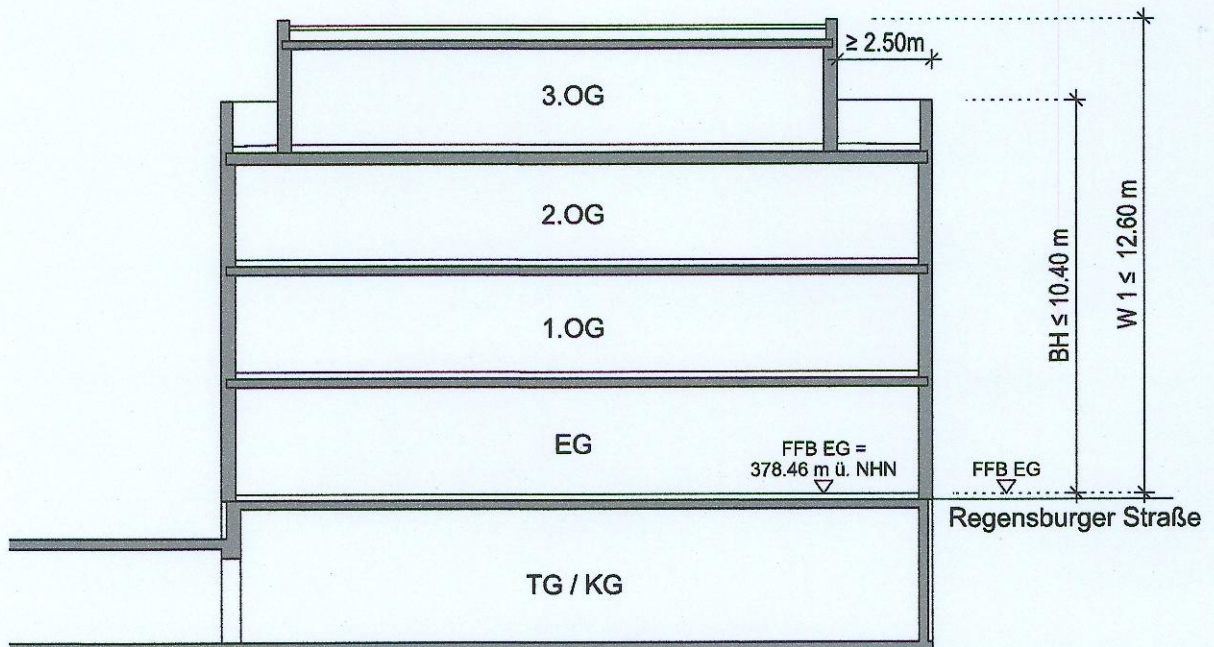 ≥ 2.50m
3.OG
2.OG
1.OG
BH ≤ 10.40 m
W 1 ≤ 12.60 m
EG
FFB EG =
378.46 m ü. NHN
FFB EG
Regensburger Straße
TG / KG